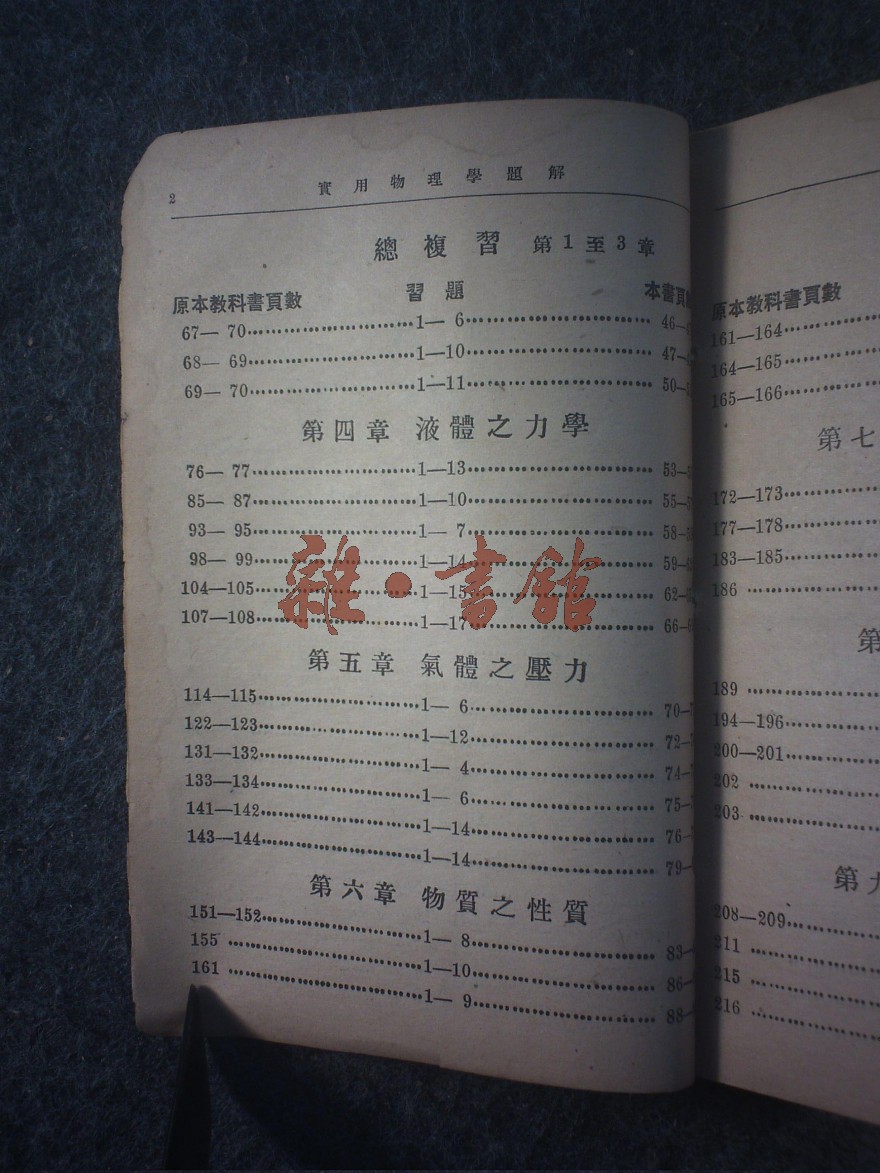 2
實用物理學題解
總複習 第1至3章
原本教科書頁數 習題 本書頁
67— 70 1— 6 46—
68— 69 1—10 47—
69— 70 1—11 50—
第四章 液體之力學
76— 77 1—13 53—
85— 87 1—10 55—
93— 95 1— 7 58—
98— 99 1—14 59—
104—105 1—15 62—
107—108 1—17 66—
第五章 氣體之壓力
114—115 1— 6 70—
122—123 1—12 72—
131—132 1— 4 74—
133—134 1— 6 75—
141—142 1—14 76—
143—144 1—14 79—
第六章 物質之性質
151—152 1— 8 83—
155 1—10 86—
161 1— 9 88—
雜·書館
原本教科書頁數
161—164
164—165
165—166
第七
172—173
177—178
183—185
186
第
189
194—196
200—201
202
203
第九
208—209
211
215
216